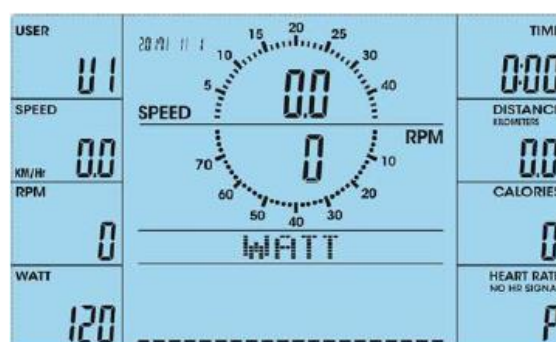 USER
U1
SPEED
KM/Hr 0.0
RPM
0
WATT
120
5 10 15 20 25 30 40
SPEED 0.0
0 RPM
70 60 50 40 30 20 10
WATT
TIM
0:00
DISTANC
KILOMETERS
0.0
CALORIE
0
HEART RAT
NO HR SIGNA
P